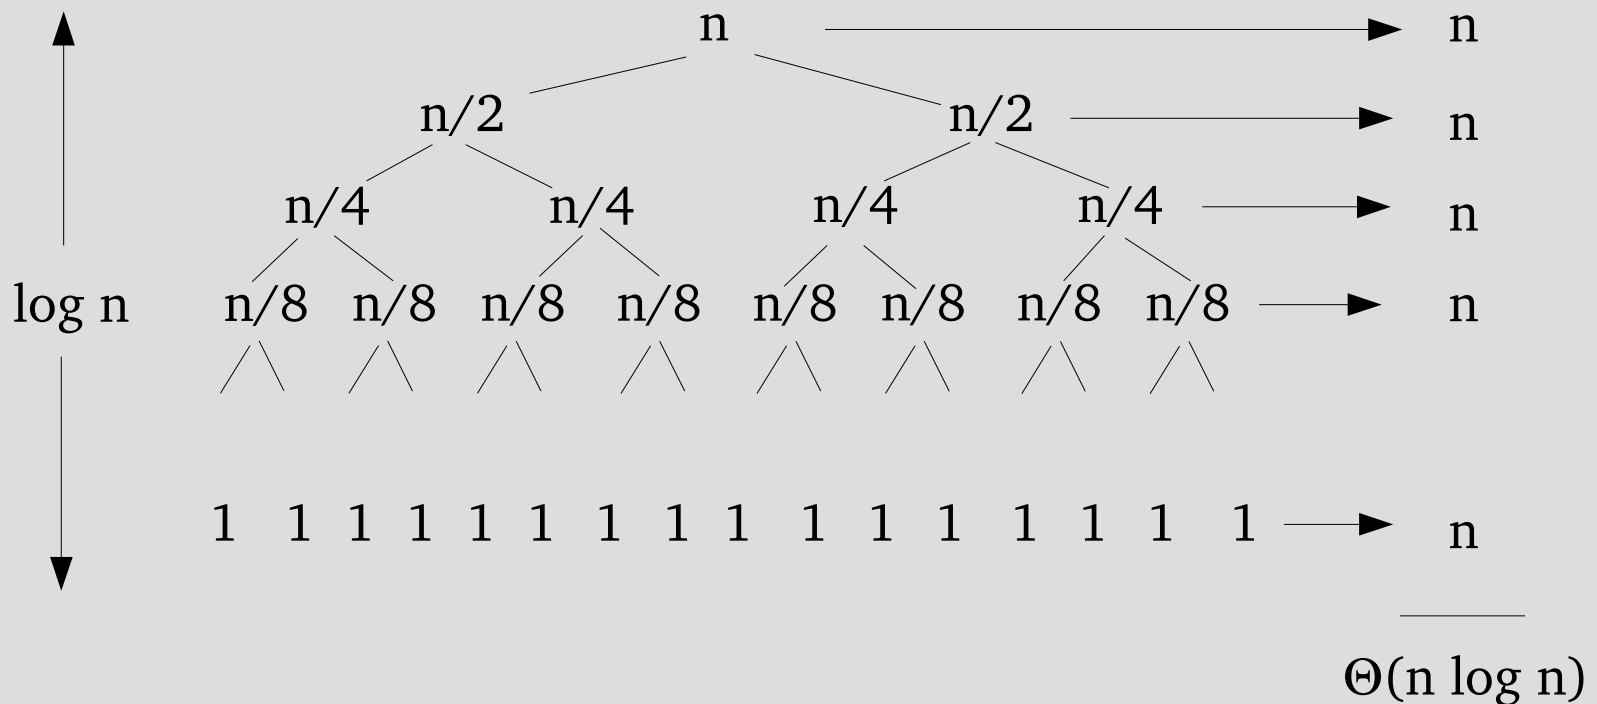 n n
n/2 n/2 n
n/4 n/4 n/4 n/4 n
log n n/8 n/8 n/8 n/8 n/8 n/8 n/8 n/8 n
1 1 1 1 1 1 1 1 1 1 1 1 1 1 1 1 n
Θ(n log n)